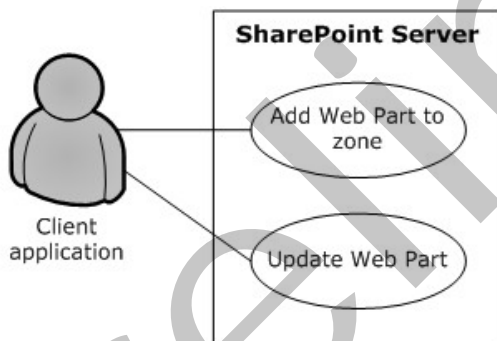 SharePoint Server
Add Web Part to
zone
Client
application
Update Web Part